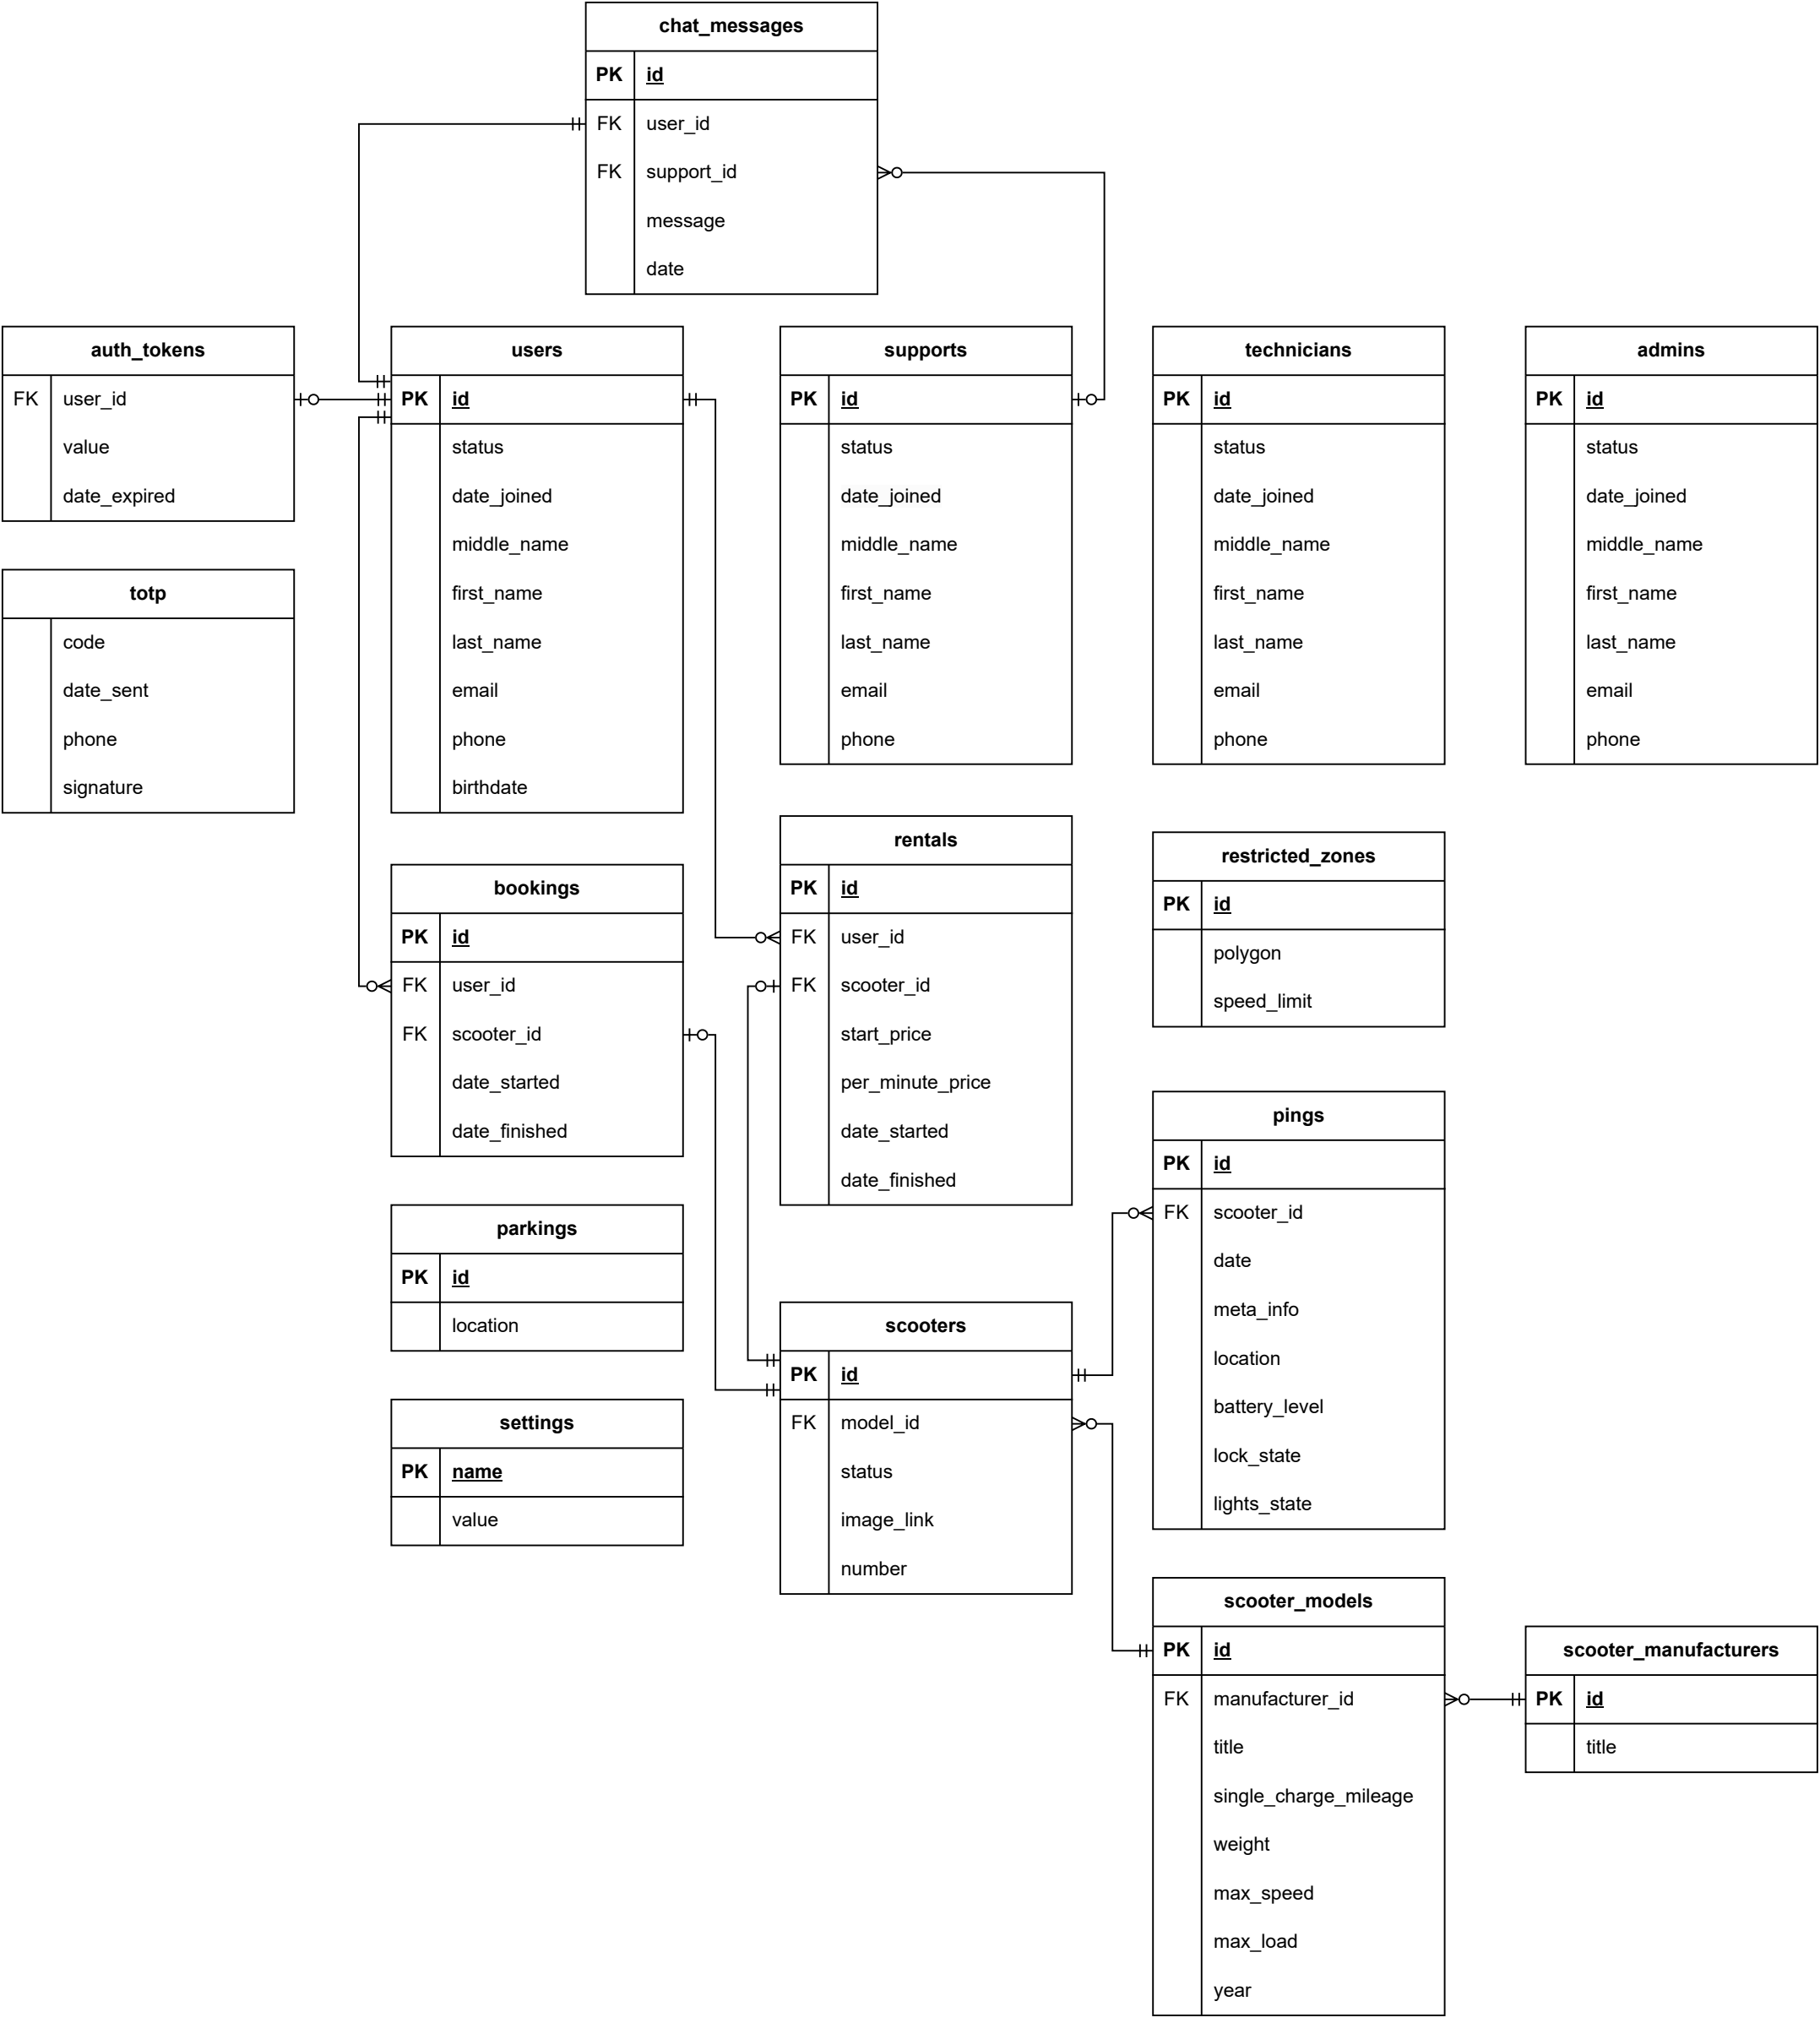 chat_messages
PK id
FK user_id
FK support_id
message
date
auth_tokens
FK user_id
value
date_expired
users
PK id
status
date_joined
middle_name
first_name
last_name
email
phone
birthdate
supports
PK id
status
date_joined
middle_name
first_name
last_name
email
phone
technicians
PK id
status
date_joined
middle_name
first_name
last_name
email
phone
admins
PK id
status
date_joined
middle_name
first_name
last_name
email
phone
totp
code
date_sent
phone
signature
bookings
PK id
FK user_id
FK scooter_id
date_started
date_finished
rentals
PK id
FK user_id
FK scooter_id
start_price
per_minute_price
date_started
date_finished
restricted_zones
PK id
polygon
speed_limit
pings
PK id
FK scooter_id
date
meta_info
location
battery_level
lock_state
lights_state
parkings
PK id
location
settings
PK name
value
scooters
PK id
FK model_id
status
image_link
number
scooter_models
PK id
FK manufacturer_id
title
single_charge_mileage
weight
max_speed
max_load
year
scooter_manufacturers
PK id
title